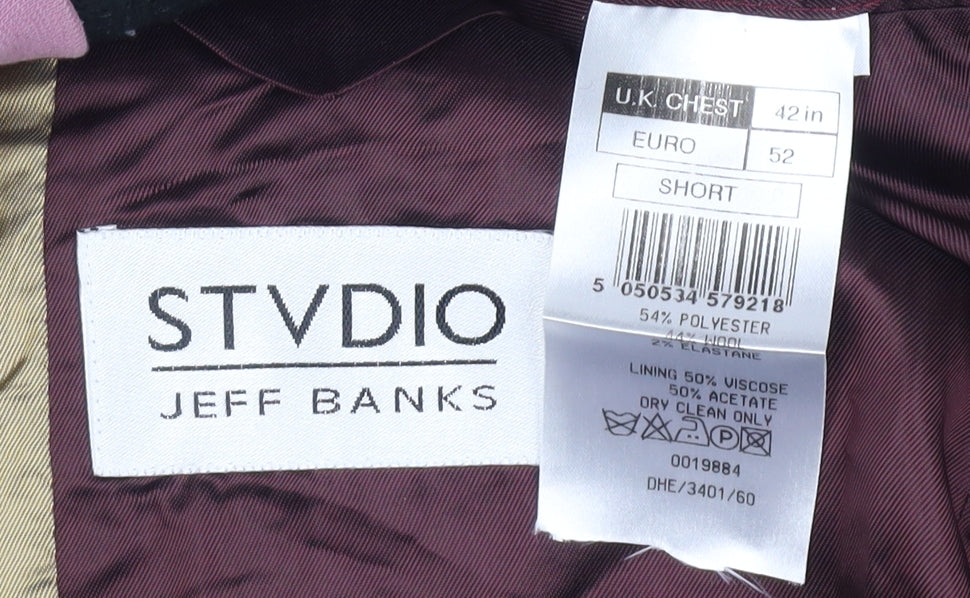 STVDIO
JEFF BANKS
U.K. CHEST 42 in
EURO 52
SHORT
5 050534 579218
54% POLYESTER
44% WOOL
2% ELASTANE
LINING 50% VISCOSE
50% ACETATE
DRY CLEAN ONLY
P
0019884
DHE/3401/60